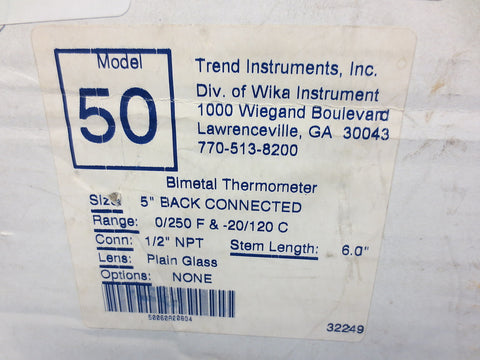 Model
50
Trend Instruments, Inc.
Div. of Wika Instrument
1000 Wiegand Boulevard
Lawrenceville, GA 30043
770-513-8200
Bimetal Thermometer
Size: 5" BACK CONNECTED
Range: 0/250 F & -20/120 C
Conn: 1/2" NPT Stem Length: 6.0"
Lens: Plain Glass
Options: NONE
50060A208D4
32249